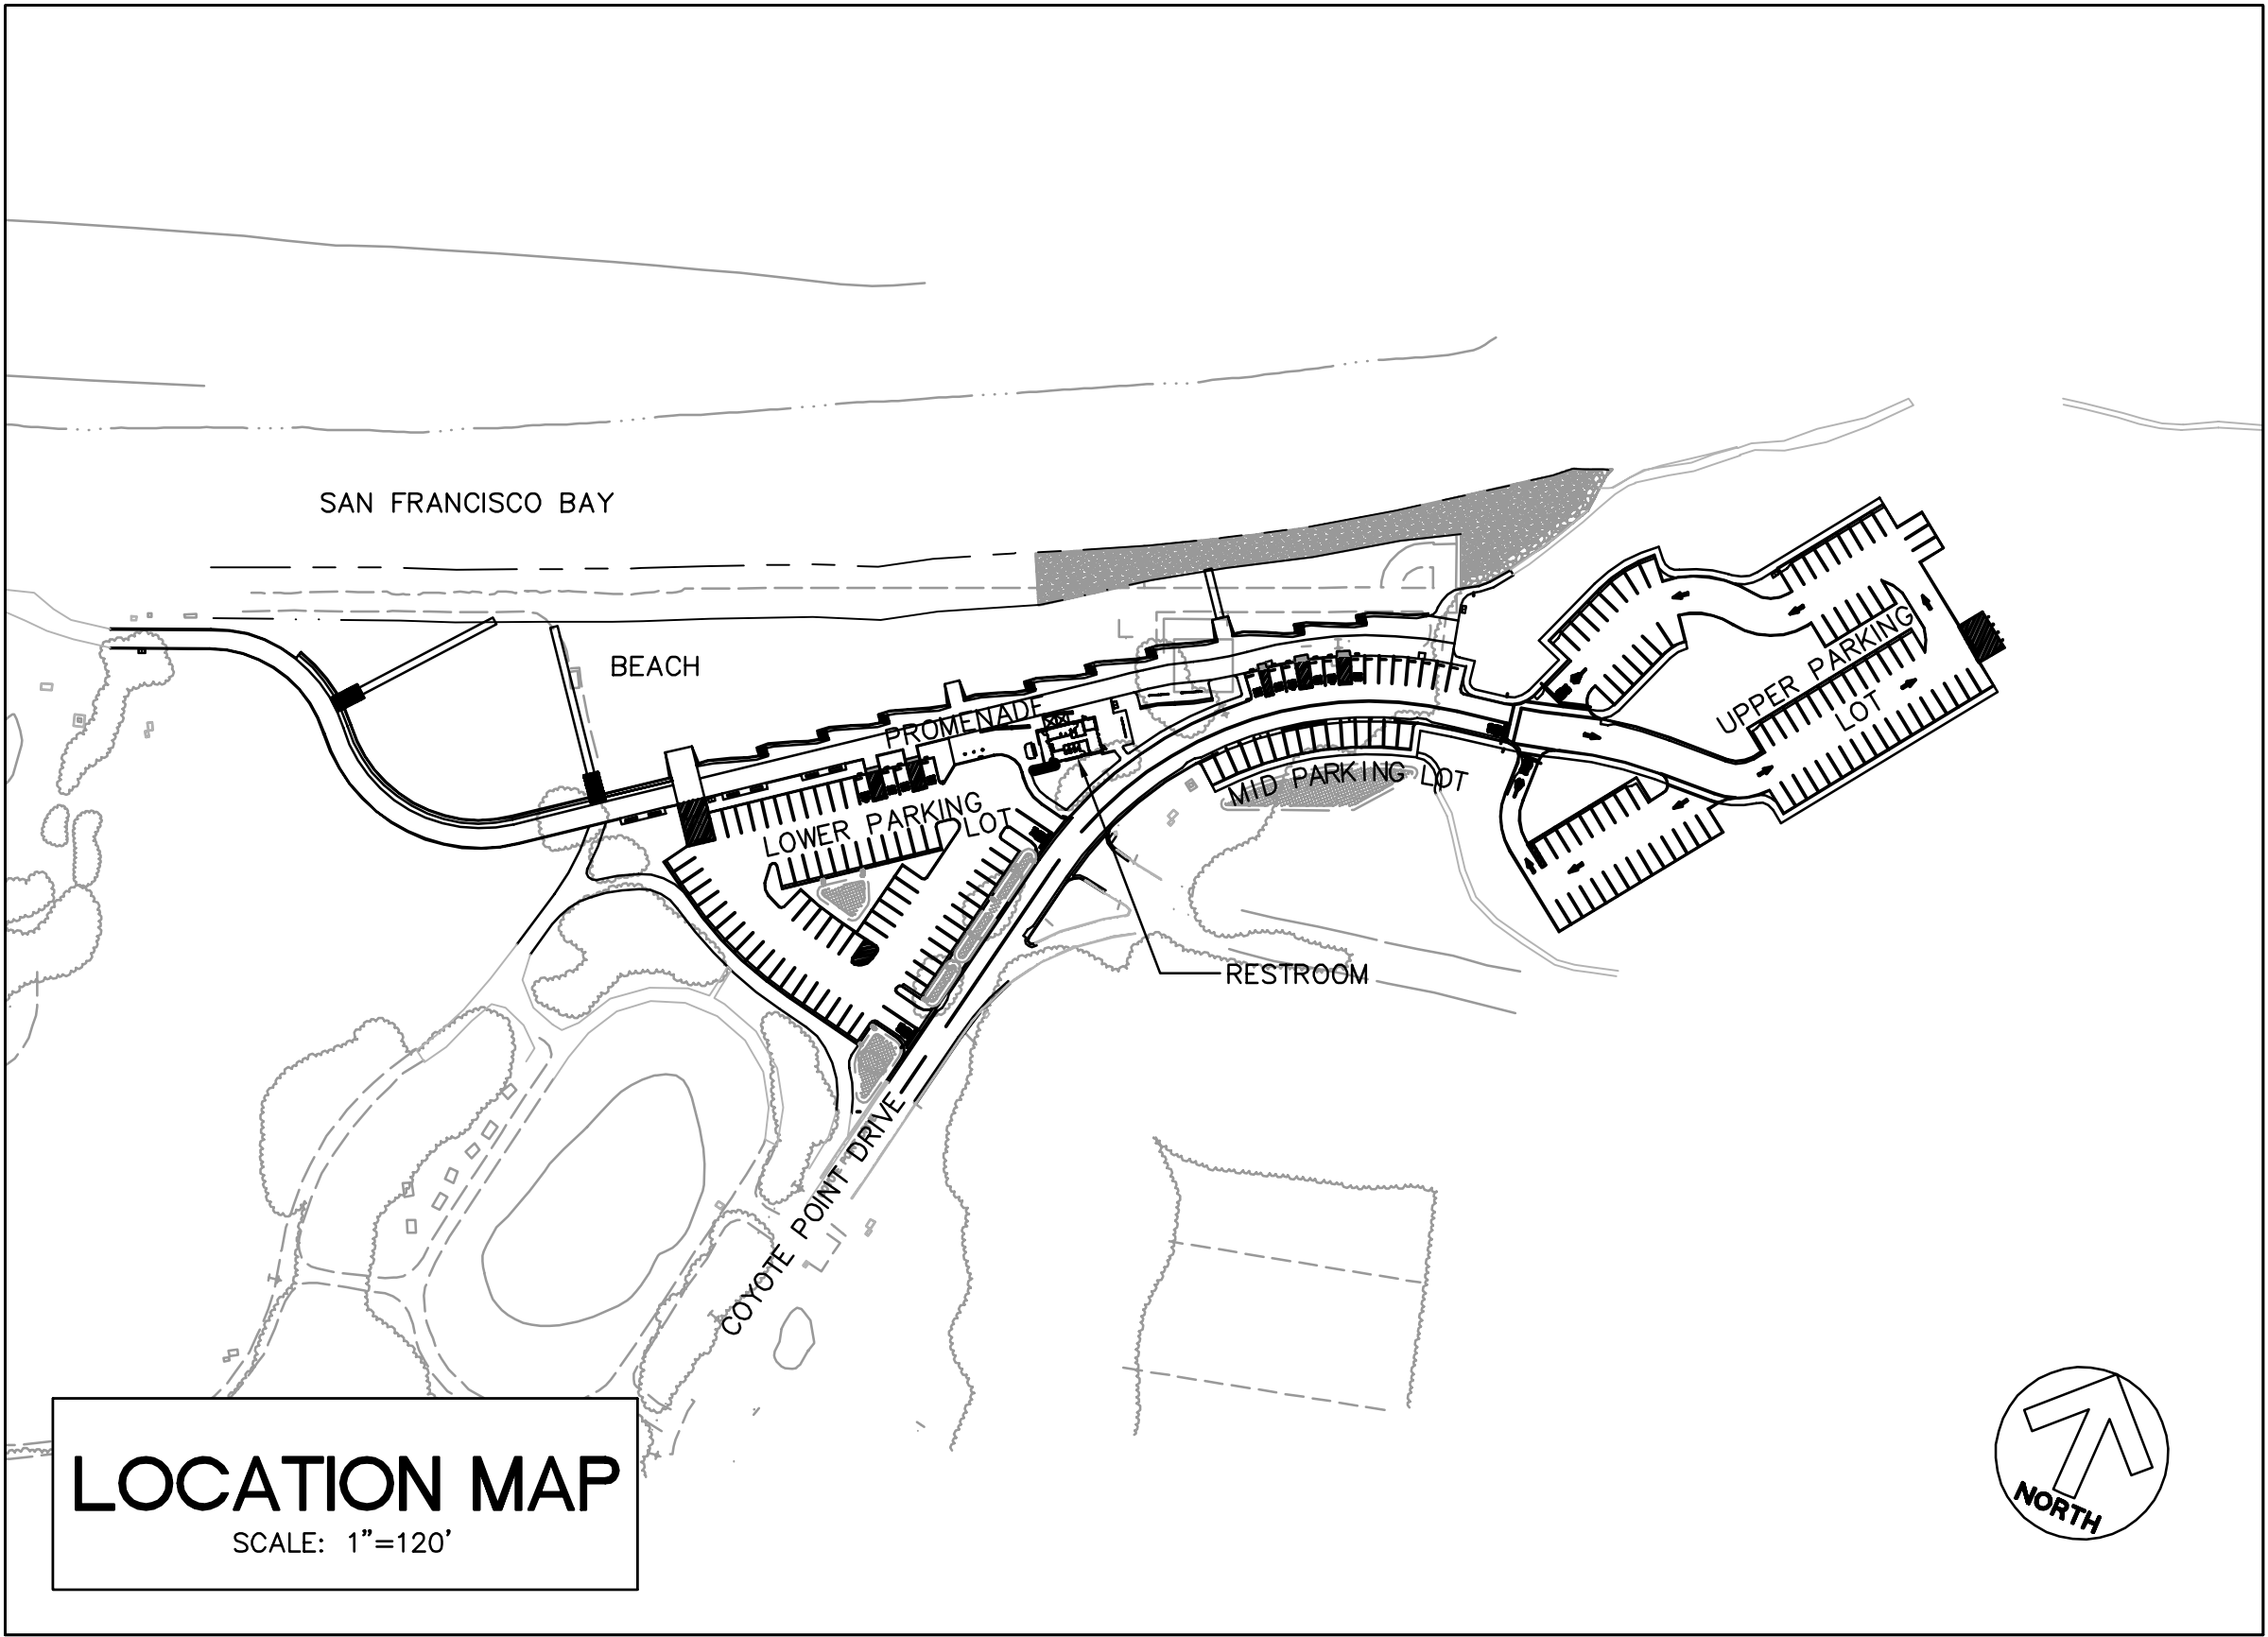 SAN FRANCISCO BAY
BEACH
PROMENADE
UPPER PARKING
LOT
MID PARKING LOT
LOWER PARKING
LOT
RESTROOM
COYOTE POINT DRIVE
LOCATION MAP
SCALE: 1"=120'
NORTH